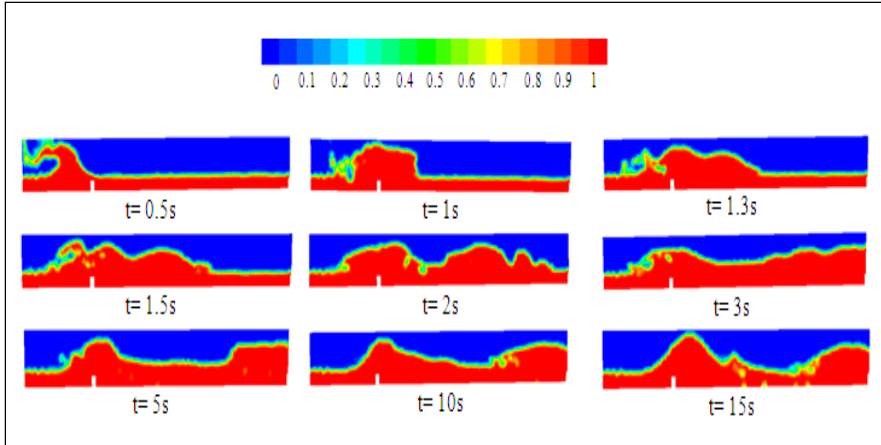 0 0.1 0.2 0.3 0.4 0.5 0.6 0.7 0.8 0.9 1
t= 0.5s
t= 1s
t= 1.3s
t= 1.5s
t= 2s
t= 3s
t= 5s
t= 10s
t= 15s